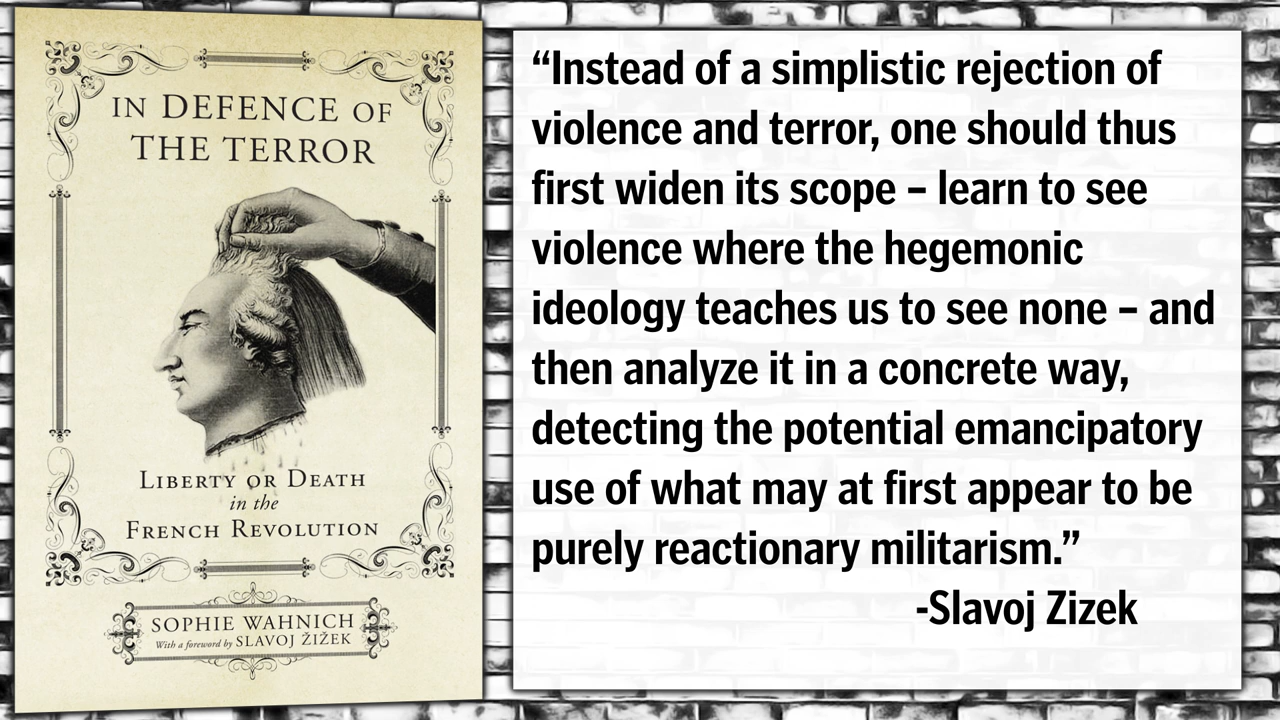 IN DEFENCE OF
THE TERROR
LIBERTY OR DEATH
in the
FRENCH REVOLUTION
SOPHIE WAHNICH
With a foreword by SLAVOJ ŽIŽEK
“Instead of a simplistic rejection of
violence and terror, one should thus
first widen its scope – learn to see
violence where the hegemonic
ideology teaches us to see none – and
then analyze it in a concrete way,
detecting the potential emancipatory
use of what may at first appear to be
purely reactionary militarism.”
-Slavoj Zizek